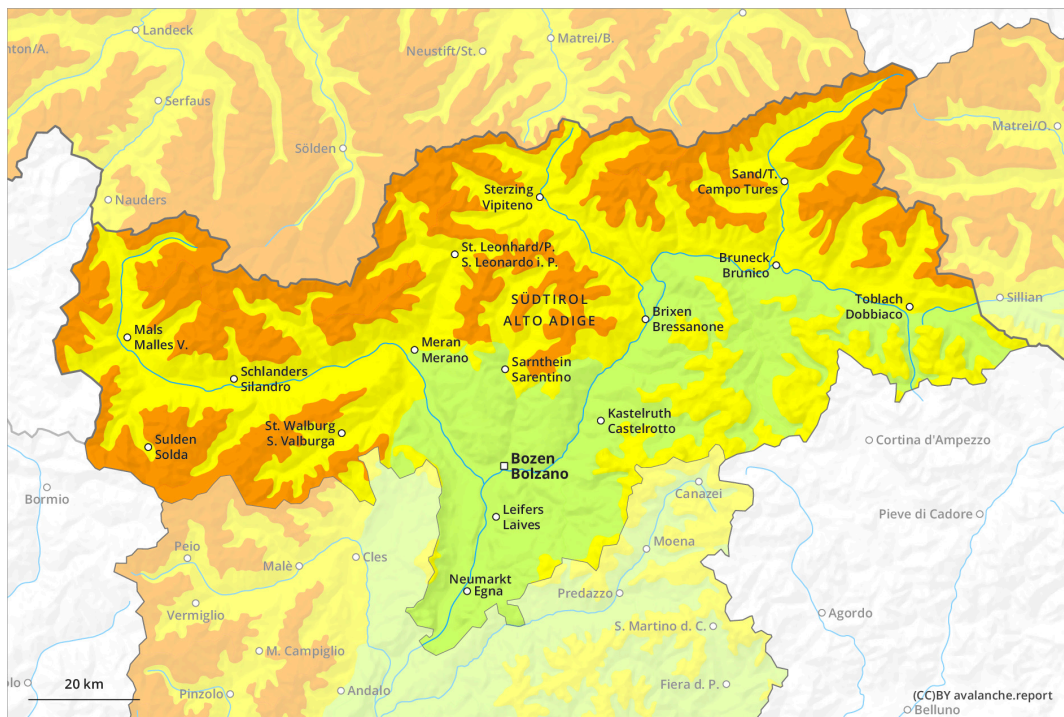 Landeck
nton/A.
Neustift/St.
Matrei/B.
Serfaus
Sölden
Matrei/O.
Nauders
Sterzing
Vipiteno
Sand/T.
Campo Tures
St. Leonhard/P.
S. Leonardo i. P.
Bruneck
Brunico
SÜDTIROL
ALTO ADIGE
Toblach
Dobbiaco
Sillian
Mals
Malles V.
Meran
Merano
Brixen
Bressanone
Sarnthein
Sarentino
Schlanders
Silandro
St. Walburg
S. Valburga
Kastelruth
Castelrotto
Sulden
Solda
Cortina d'Ampezzo
Bozen
Bolzano
Bormio
Canazei
Leifers
Laives
Pieve di Cadore
Peio
Cles
Moena
Malè
Neumarkt
Egna
Predazzo
Vermiglio
Agordo
S. Martino d. C.
M. Campiglio
20 km
olo
Pinzolo
Andalo
Fiera d. P.
(CC)BY avalanche.report
Belluno